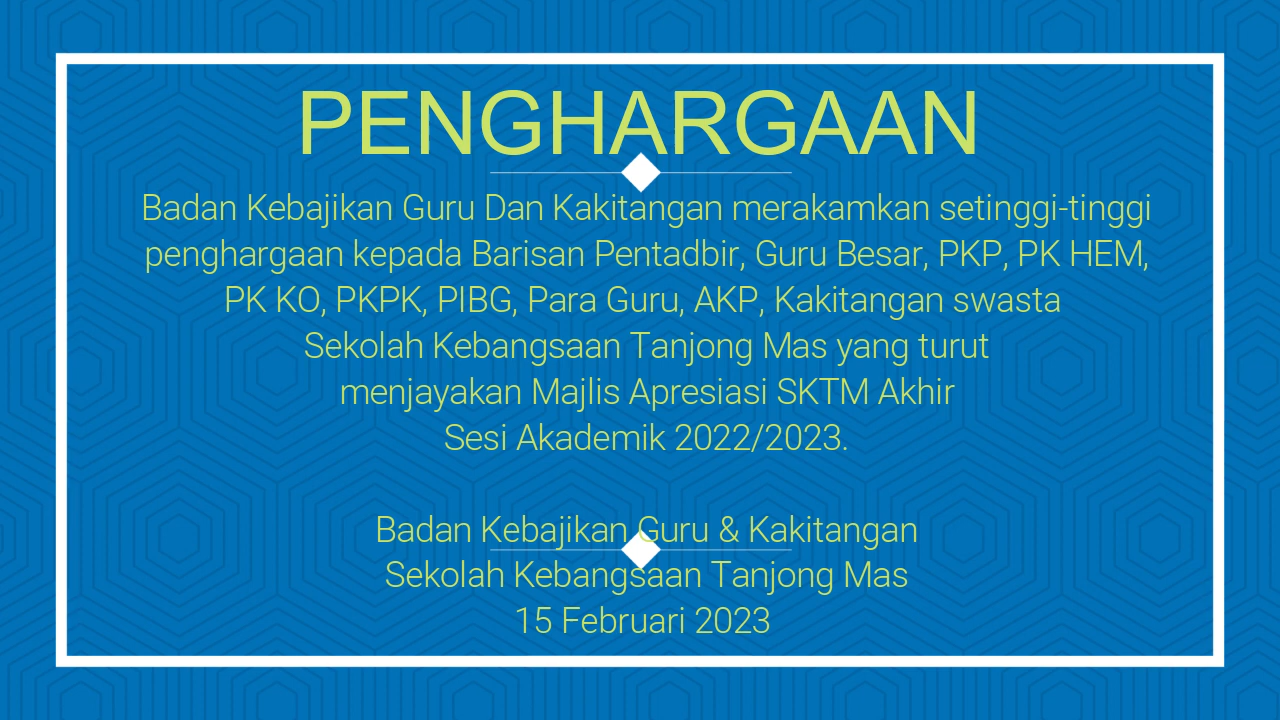 PENGHARGAAN
Badan Kebajikan Guru Dan Kakitangan merakamkan setinggi-tinggi
penghargaan kepada Barisan Pentadbir, Guru Besar, PKP, PK HEM,
PK KO, PKPK, PIBG, Para Guru, AKP, Kakitangan swasta
Sekolah Kebangsaan Tanjong Mas yang turut
menjayakan Majlis Apresiasi SKTM Akhir
Sesi Akademik 2022/2023.
Badan Kebajikan Guru & Kakitangan
Sekolah Kebangsaan Tanjong Mas
15 Februari 2023